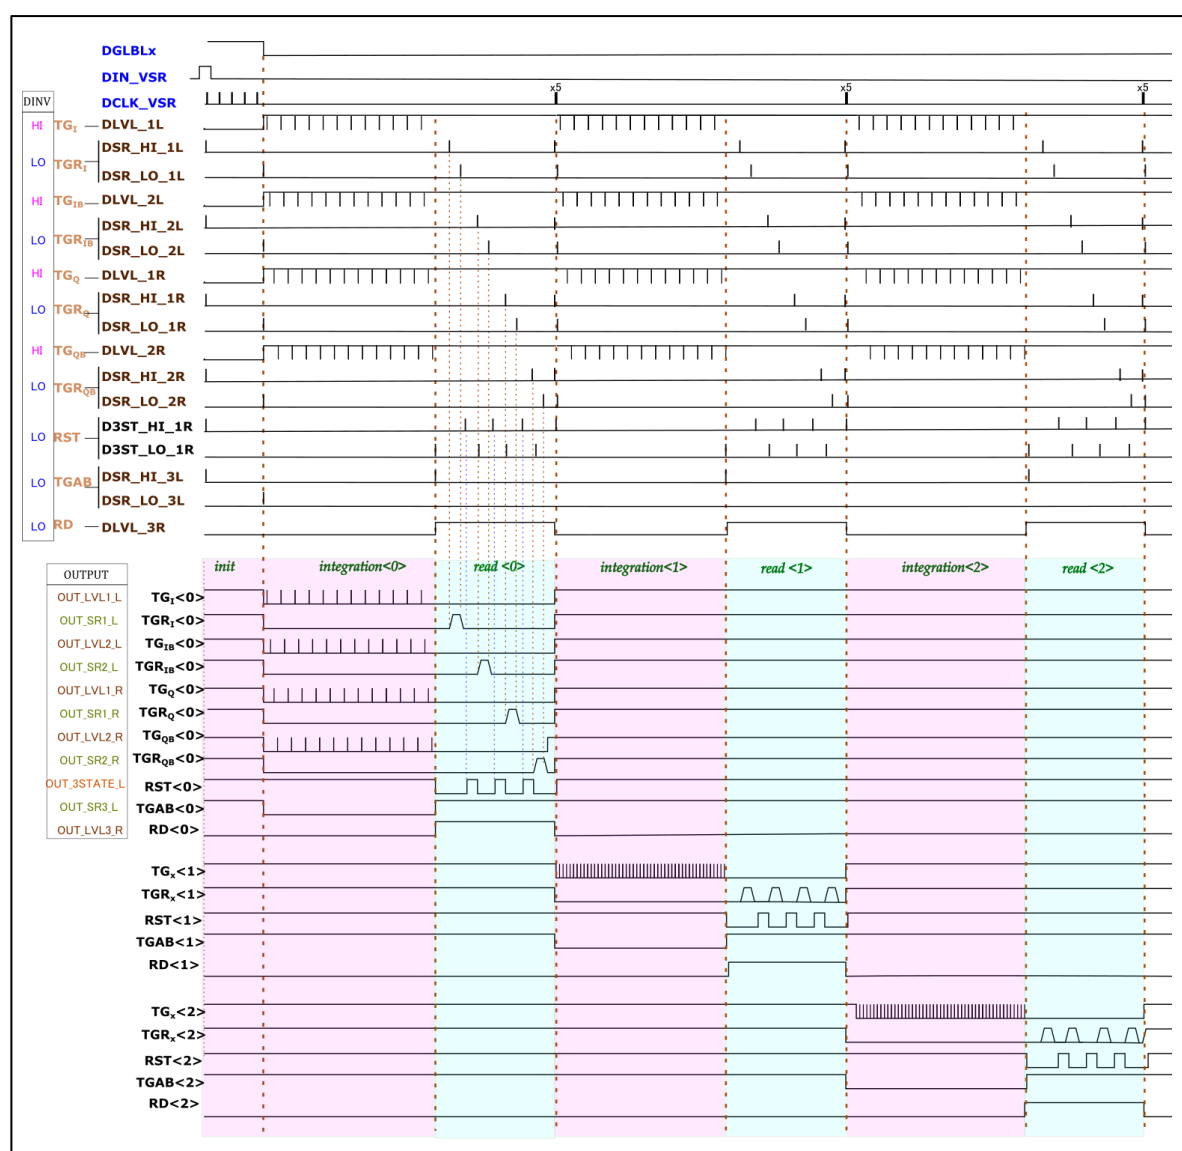 DGLBLx
DIN_VSR
x5 x5 x5
DINV DCLK_VSR
HI TGI DLVL_1L
DSR_HI_1L
LO TGRI
DSR_LO_1L
HI TGIB DLVL_2L
DSR_HI_2L
LO TGRIB
DSR_LO_2L
HI TGQ DLVL_1R
DSR_HI_1R
LO TGRQ
DSR_LO_1R
HI TGQB DLVL_2R
DSR_HI_2R
LO TGRQB
DSR_LO_2R
D3ST_HI_1R
LO RST
D3ST_LO_1R
DSR_HI_3L
LO TGAB
DSR_LO_3L
LO RD DLVL_3R
init integration<0> read <0> integration<1> read <1> integration<2> read <2>
OUTPUT
OUT_LVL1_L TGI<0>
OUT_SR1_L TGRI<0>
OUT_LVL2_L TGIB<0>
OUT_SR2_L TGRIB<0>
OUT_LVL1_R TGQ<0>
OUT_SR1_R TGRQ<0>
OUT_LVL2_R TGQB<0>
OUT_SR2_R TGRQB<0>
OUT_3STATE_L RST<0>
OUT_SR3_L TGAB<0>
OUT_LVL3_R RD<0>
TGx<1>
TGRx<1>
RST<1>
TGAB<1>
RD<1>
TGx<2>
TGRx<2>
RST<2>
TGAB<2>
RD<2>